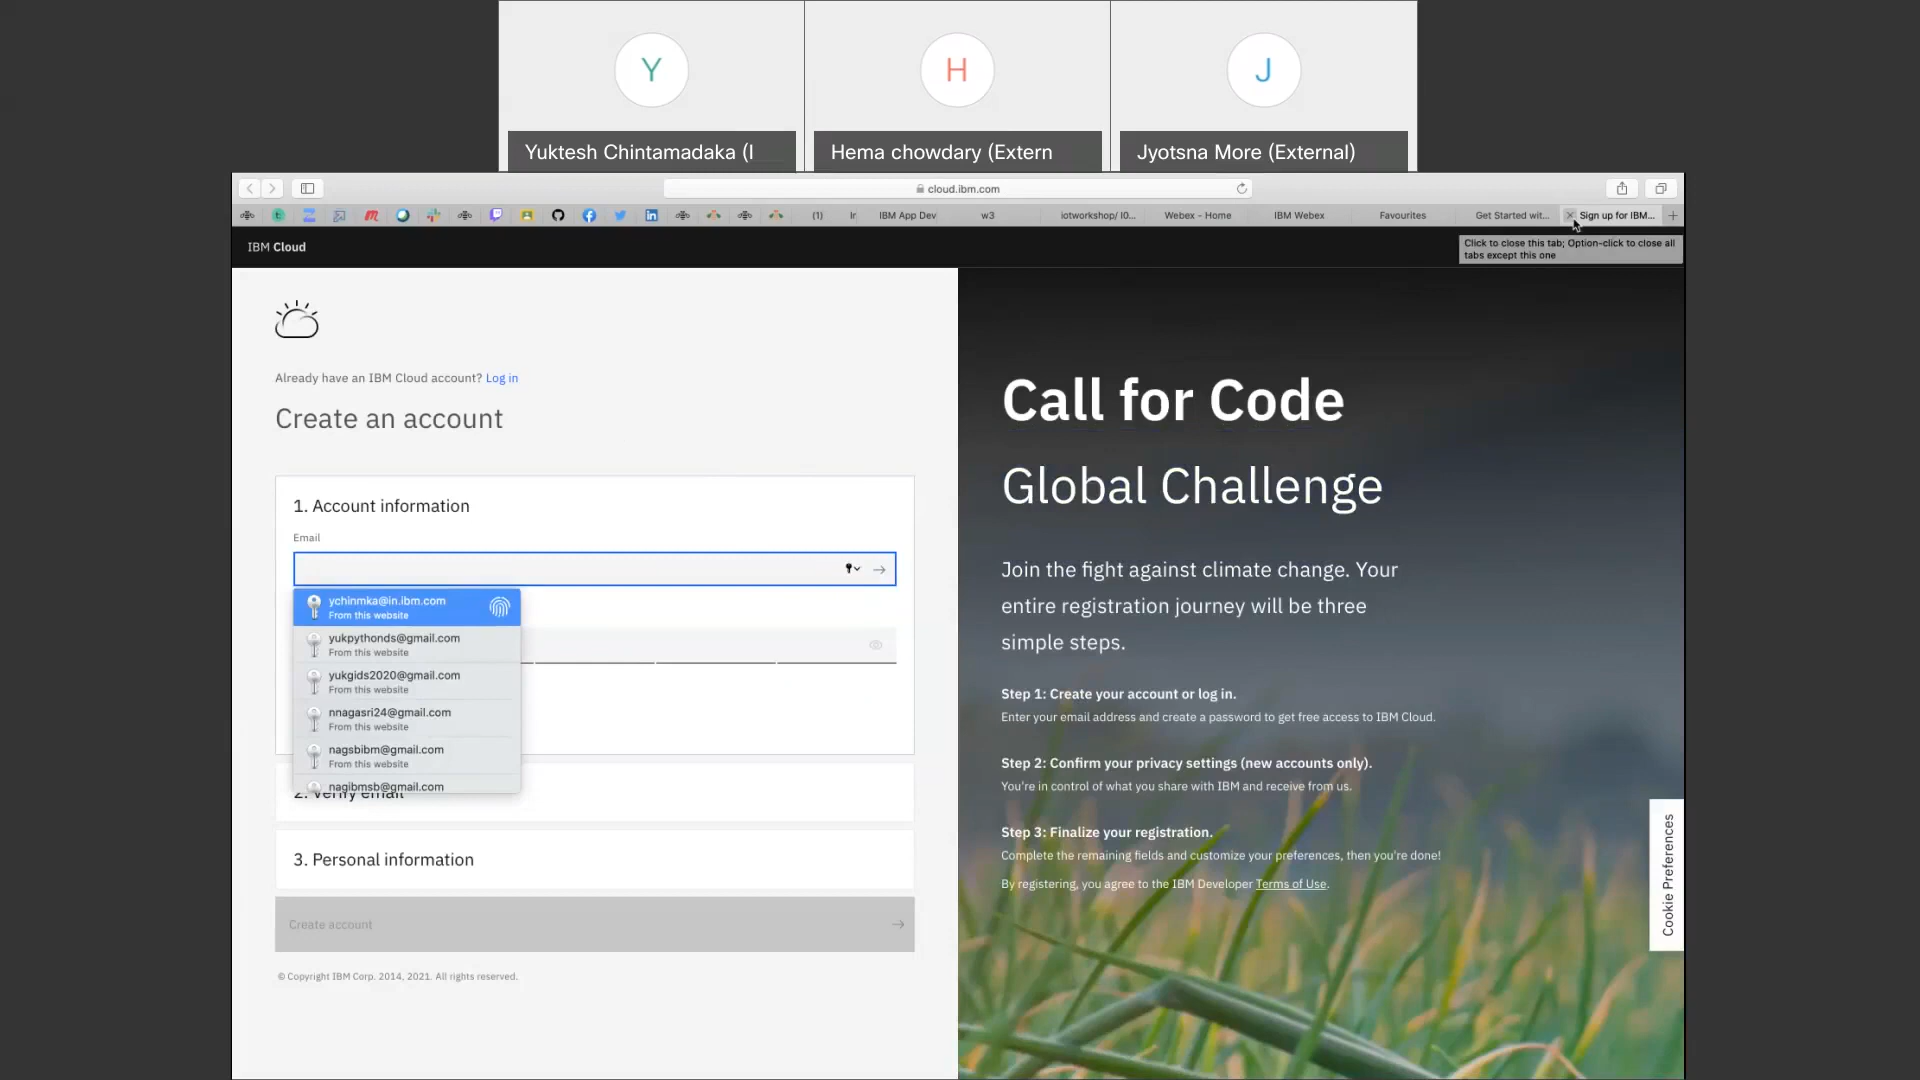 Y
H
J
Yuktesh Chintamadaka (I
Hema chowdary (Extern
Jyotsna More (External)
cloud.ibm.com
(1)
Ir
IBM App Dev
w3
iotworkshop/ I0...
Webex - Home
IBM Webex
Favourites
Get Started wit...
Sign up for IBM...
IBM Cloud
Click to close this tab; Option-click to close all
tabs except this one
Already have an IBM Cloud account? Log in
Create an account
1. Account information
Email
ychinmka@in.ibm.com
From this website
yukpythonds@gmail.com
From this website
yukgids2020@gmail.com
From this website
nnagasri24@gmail.com
From this website
nagsbibm@gmail.com
From this website
nagibmsb@gmail.com
2. Verify email
3. Personal information
Create account
© Copyright IBM Corp. 2014, 2021. All rights reserved.
Call for Code
Global Challenge
Join the fight against climate change. Your
entire registration journey will be three
simple steps.
Step 1: Create your account or log in.
Enter your email address and create a password to get free access to IBM Cloud.
Step 2: Confirm your privacy settings (new accounts only).
You're in control of what you share with IBM and receive from us.
Step 3: Finalize your registration.
Complete the remaining fields and customize your preferences, then you're done!
By registering, you agree to the IBM Developer Terms of Use.
Cookie Preferences